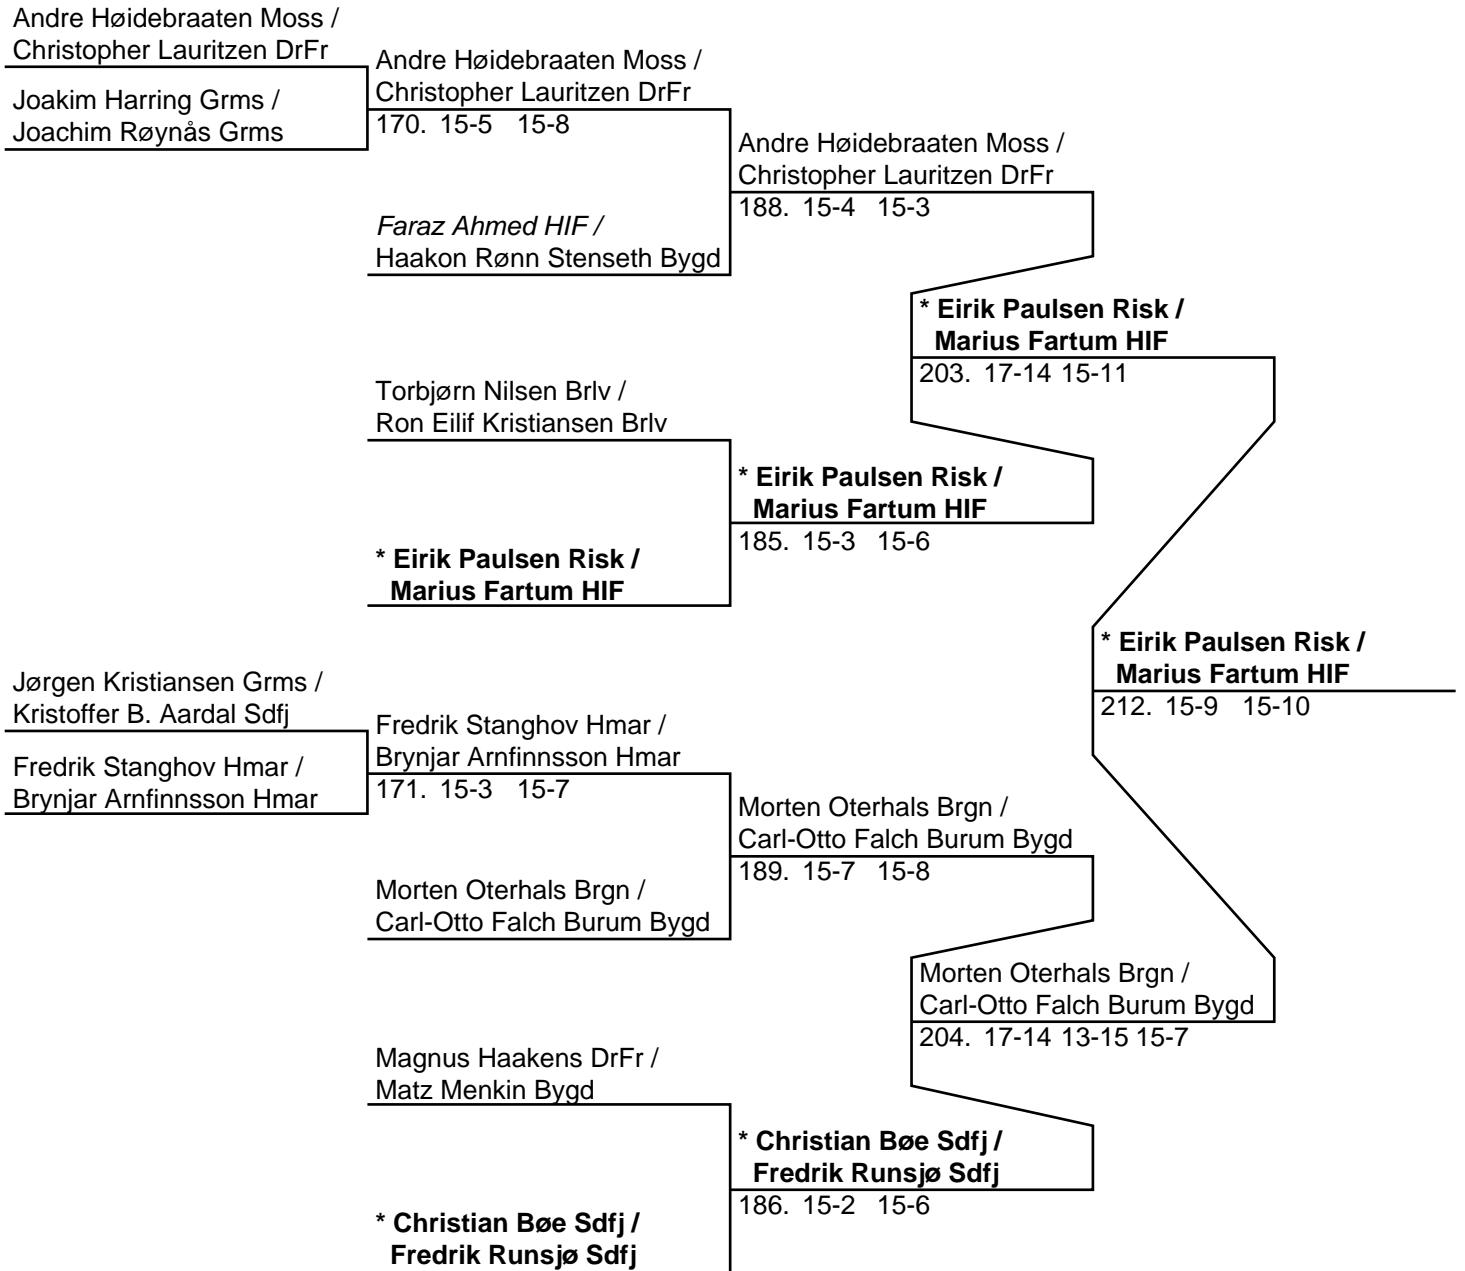 Andre Høidebraaten Moss /
Christopher Lauritzen DrFr
Joakim Harring Grms /
Joachim Røynås Grms
Andre Høidebraaten Moss /
Christopher Lauritzen DrFr
170. 15-5 15-8
Faraz Ahmed HIF /
Haakon Rønn Stenseth Bygd
Andre Høidebraaten Moss /
Christopher Lauritzen DrFr
188. 15-4 15-3
* Eirik Paulsen Risk /
Marius Fartum HIF
203. 17-14 15-11
Torbjørn Nilsen Brlv /
Ron Eilif Kristiansen Brlv
* Eirik Paulsen Risk /
Marius Fartum HIF
185. 15-3 15-6
* Eirik Paulsen Risk /
Marius Fartum HIF
* Eirik Paulsen Risk /
Marius Fartum HIF
212. 15-9 15-10
Jørgen Kristiansen Grms /
Kristoffer B. Aardal Sdfj
Fredrik Stanghov Hmar /
Brynjar Arnfinnsson Hmar
Fredrik Stanghov Hmar /
Brynjar Arnfinnsson Hmar
171. 15-3 15-7
Morten Oterhals Brgn /
Carl-Otto Falch Burum Bygd
Morten Oterhals Brgn /
Carl-Otto Falch Burum Bygd
189. 15-7 15-8
Morten Oterhals Brgn /
Carl-Otto Falch Burum Bygd
204. 17-14 13-15 15-7
Magnus Haakens DrFr /
Matz Menkin Bygd
* Christian Bøe Sdfj /
Fredrik Runsjø Sdfj
186. 15-2 15-6
* Christian Bøe Sdfj /
Fredrik Runsjø Sdfj